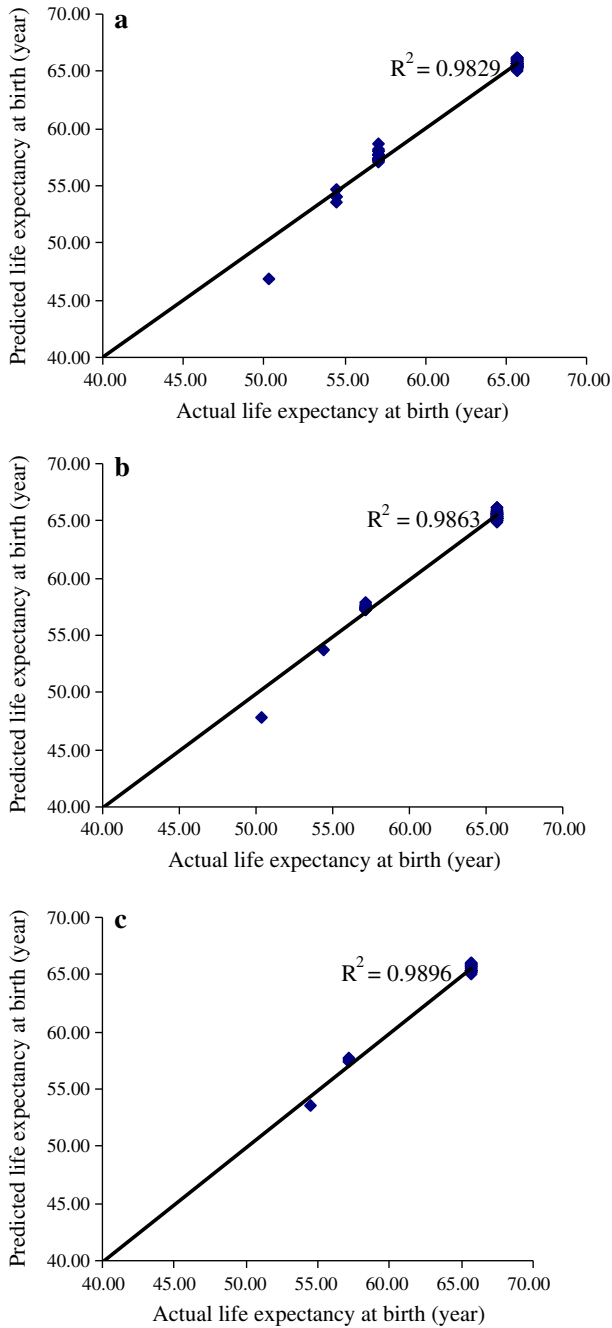 a
70.00
65.00
60.00
55.00
50.00
45.00
40.00
R² = 0.9829
40.00 45.00 50.00 55.00 60.00 65.00 70.00
Predicted life expectancy at birth (year)
Actual life expectancy at birth (year)
b
70.00
65.00
60.00
55.00
50.00
45.00
40.00
R² = 0.9863
40.00 45.00 50.00 55.00 60.00 65.00 70.00
Predicted life expectancy at birth (year)
Actual life expectancy at birth (year)
c
70.00
65.00
60.00
55.00
50.00
45.00
40.00
R² = 0.9896
40.00 45.00 50.00 55.00 60.00 65.00 70.00
Predicted life expectancy at birth (year)
Actual life expectancy at birth (year)